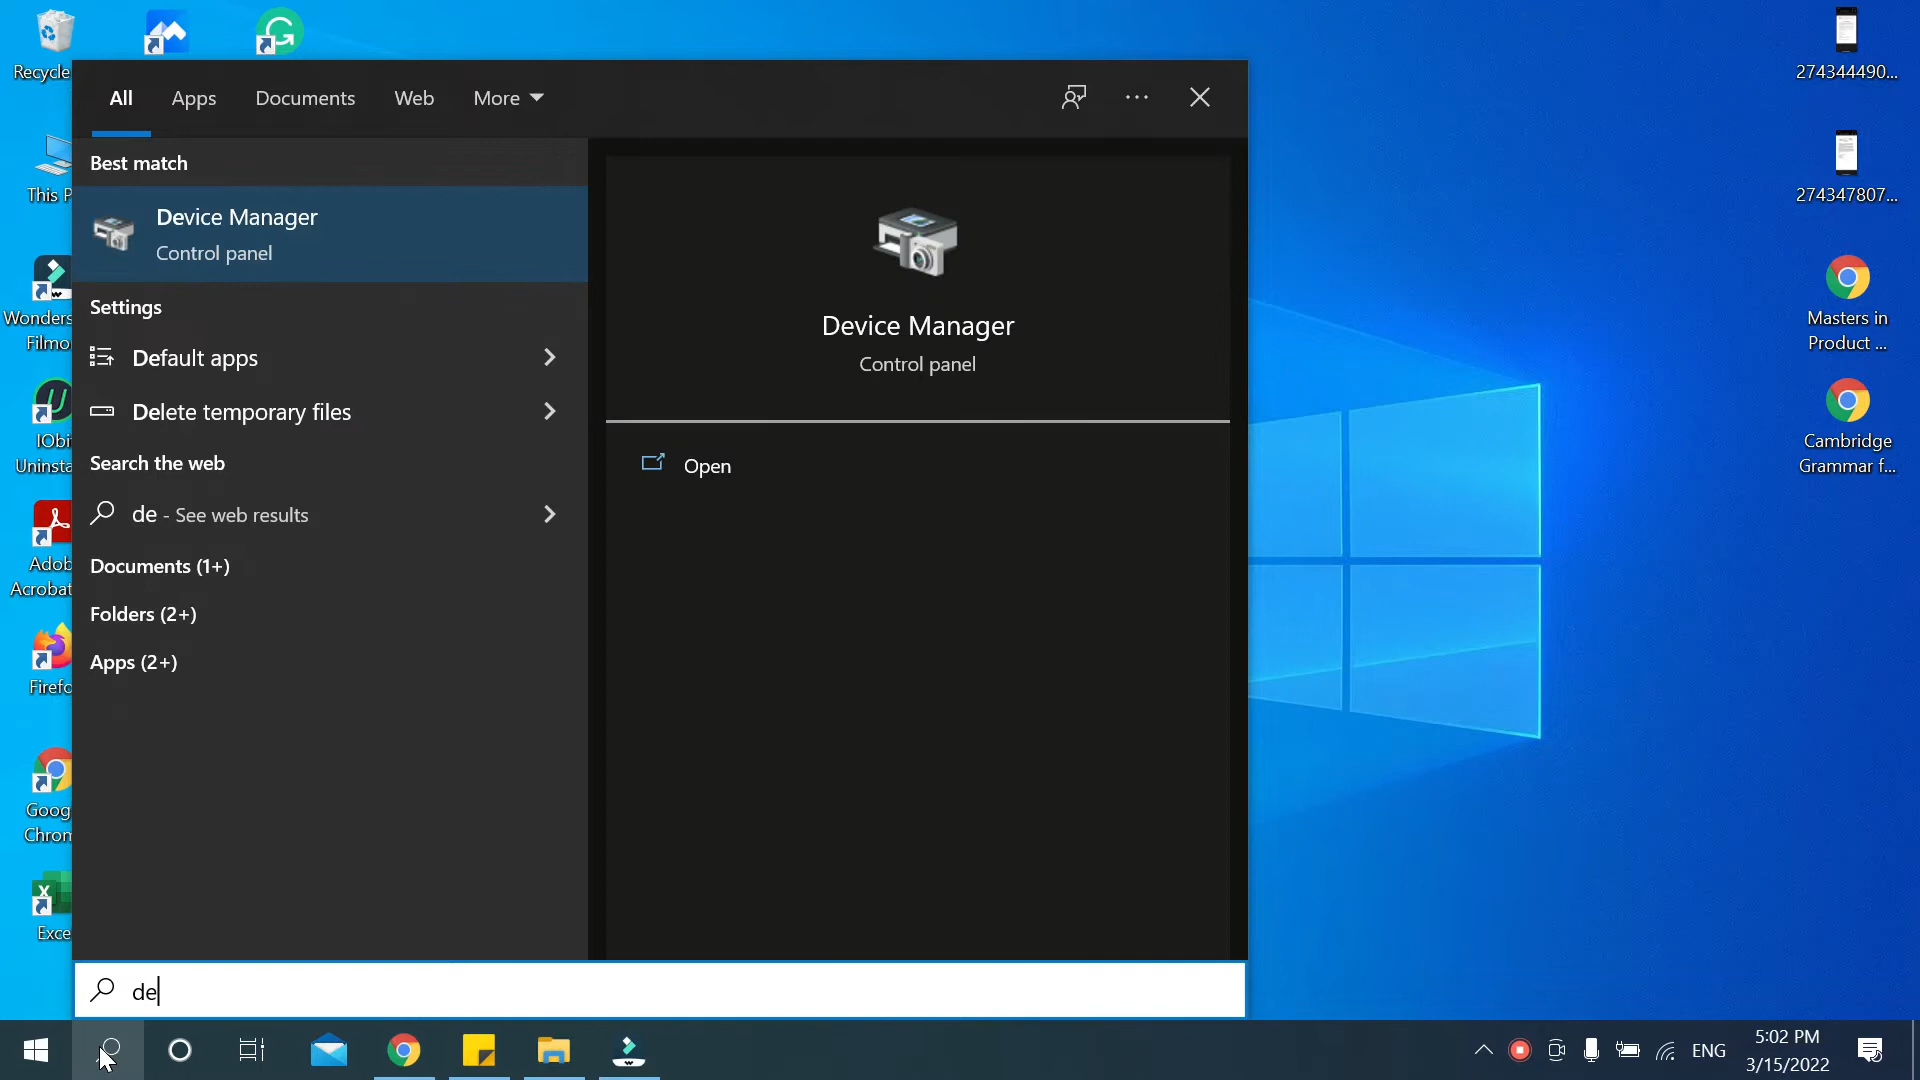 Recycle
All
Apps
Documents
Web
More
Best match
Device Manager
Control panel
Settings
Default apps
Delete temporary files
Search the web
de - See web results
Documents (1+)
Folders (2+)
Apps (2+)
Device Manager
Control panel
Open
de
This P
Wonders
Filmo
IObi
Uninsta
Adob
Acrobat
Firefo
Goog
Chrom
Exce
274344490...
274347807...
Masters in
Product ...
Cambridge
Grammar f...
ENG
5:02 PM
3/15/2022